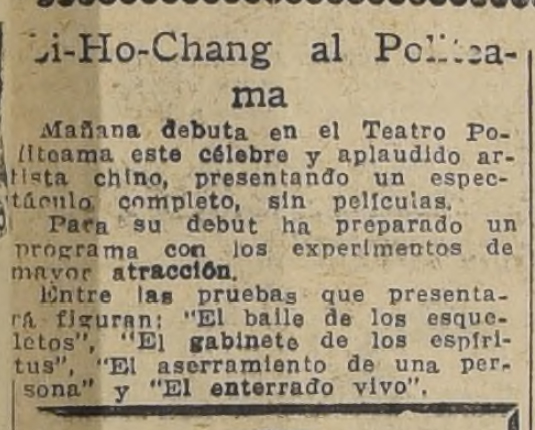 Li-Ho-Chang al Politea-
ma
Mañana debuta en el Teatro Po-
liteama este célebre y aplaudido ar-
tista chino, presentando un espec-
táculo completo, sin películas.
Para su debut ha preparado un
programa con los experimentos de
mayor atracción.
Entre las pruebas que presenta-
rá figuran: "El baile de los esque-
letos", "El gabinete de los espíri-
tus", "El aserramiento de una per-
sona" y "El enterrado vivo".